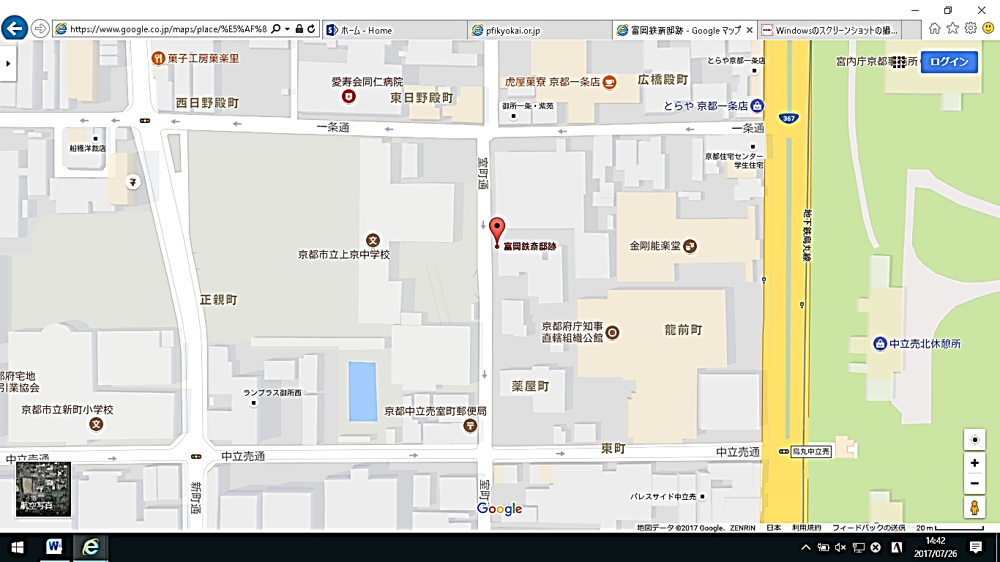 https://www.google.co.jp/maps/place/%E5%AF%8
ホーム - Home
pfikyokai.or.jp
富岡鉄斎邸跡 - Google マップ
Windowsのスクリーンショットの撮...
菓子工房菓楽里
西日野殿町
愛寿会同仁病院
東日野殿町
虎屋菓寮 京都一条店
広橋殿町
とらや京都一条店
宮内庁京都事
所
ログイン
御所一条・紫苑
とらや 京都一条店
367
一条通
一条通
船橋洋裁店
京都住宅センター
学生住宅
室町通
7
地下鉄烏丸線
文
京都市立上京中学校
富岡鉄斎邸跡
金剛能楽堂
正親町
京都府庁知事
直轄組織公館
龍前町
中立売北休憩所
都府宅地
引業協会
ランブラス御所西
薬屋町
京都市立新町小学校
文
京都中立売室町郵便局
〒
中立売通
中立売通
東町
中立売通
烏丸中立売
新町通
室町
パレスサイド中立売
航空写真
Google
地図データ ©2017 Google、ZENRIN
日本
利用規約
フィードバックの送信
20 m
W
A
14:42
2017/07/26